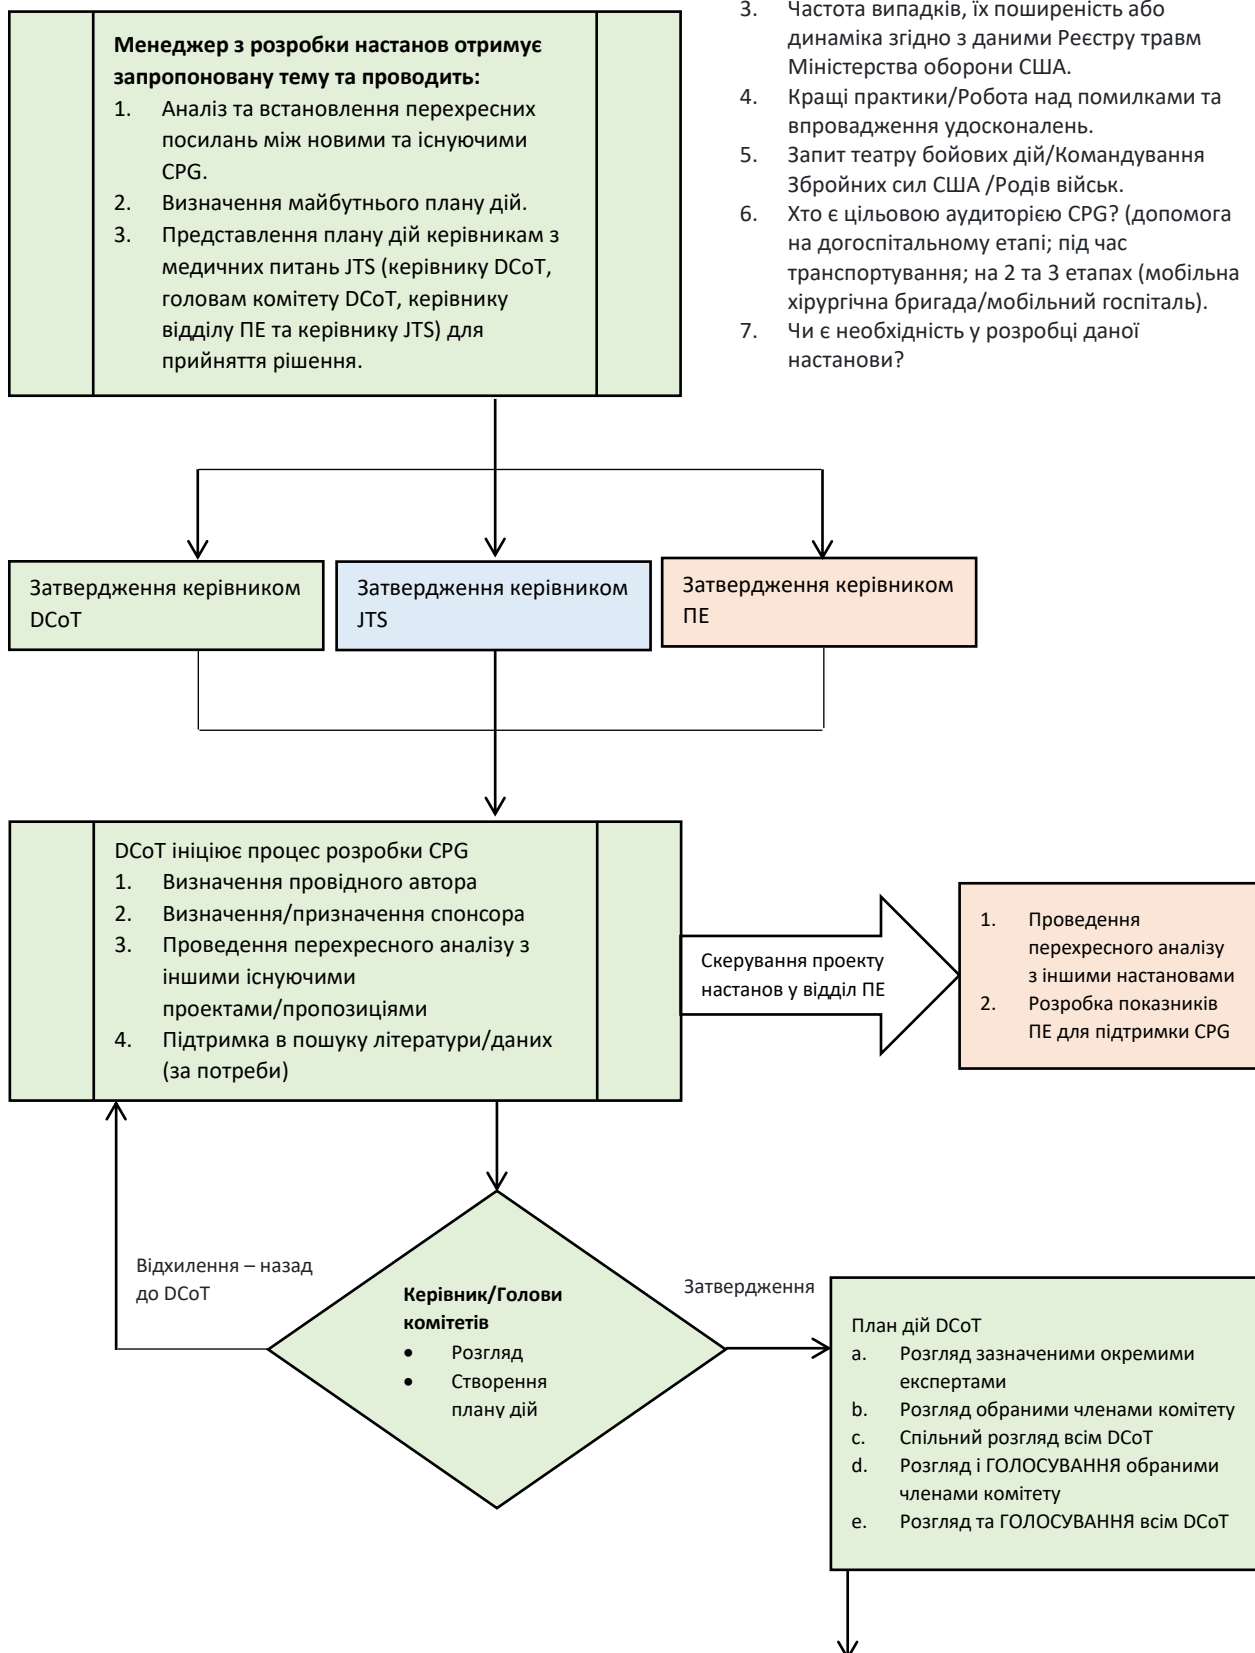 Менеджер з розробки настанов отримує
запропоновану тему та проводить:
1. Аналіз та встановлення перехресних
посилань між новими та існуючими
CPG.
2. Визначення майбутнього плану дій.
3. Представлення плану дій керівникам з
медичних питань JTS (керівнику DCoT,
головам комітету DCoT, керівнику
відділу ПЕ та керівнику JTS) для
прийняття рішення.
3. Частота випадків, їх поширеність або
динаміка згідно з даними Реєстру травм
Міністерства оборони США.
4. Кращі практики/Робота над помилками та
впровадження удосконалень.
5. Запит театру бойових дій/Командування
Збройних сил США /Родів військ.
6. Хто є цільовою аудиторією CPG? (допомога
на догоспітальному етапі; під час
транспортування; на 2 та 3 етапах (мобільна
хірургічна бригада/мобільний госпіталь).
7. Чи є необхідність у розробці даної
настанови?
Затвердження керівником
DCoT
Затвердження керівником
JTS
Затвердження керівником
ПЕ
DCoT ініціює процес розробки CPG
1. Визначення провідного автора
2. Визначення/призначення спонсора
3. Проведення перехресного аналізу з
іншими існуючими
проектами/пропозиціями
4. Підтримка в пошуку літератури/даних
(за потреби)
Скерування проекту
настанов у відділ ПЕ
1. Проведення
перехресного аналізу
з іншими настановами
2. Розробка показників
ПЕ для підтримки CPG
Відхилення – назад
до DCoT
Керівник/Голови
комітетів
• Розгляд
• Створення
плану дій
Затвердження
План дій DCoT
a. Розгляд зазначеними окремими
експертами
b. Розгляд обраними членами комітету
c. Спільний розгляд всім DCoT
d. Розгляд і ГОЛОСУВАННЯ обраними
членами комітету
e. Розгляд та ГОЛОСУВАННЯ всім DCoT